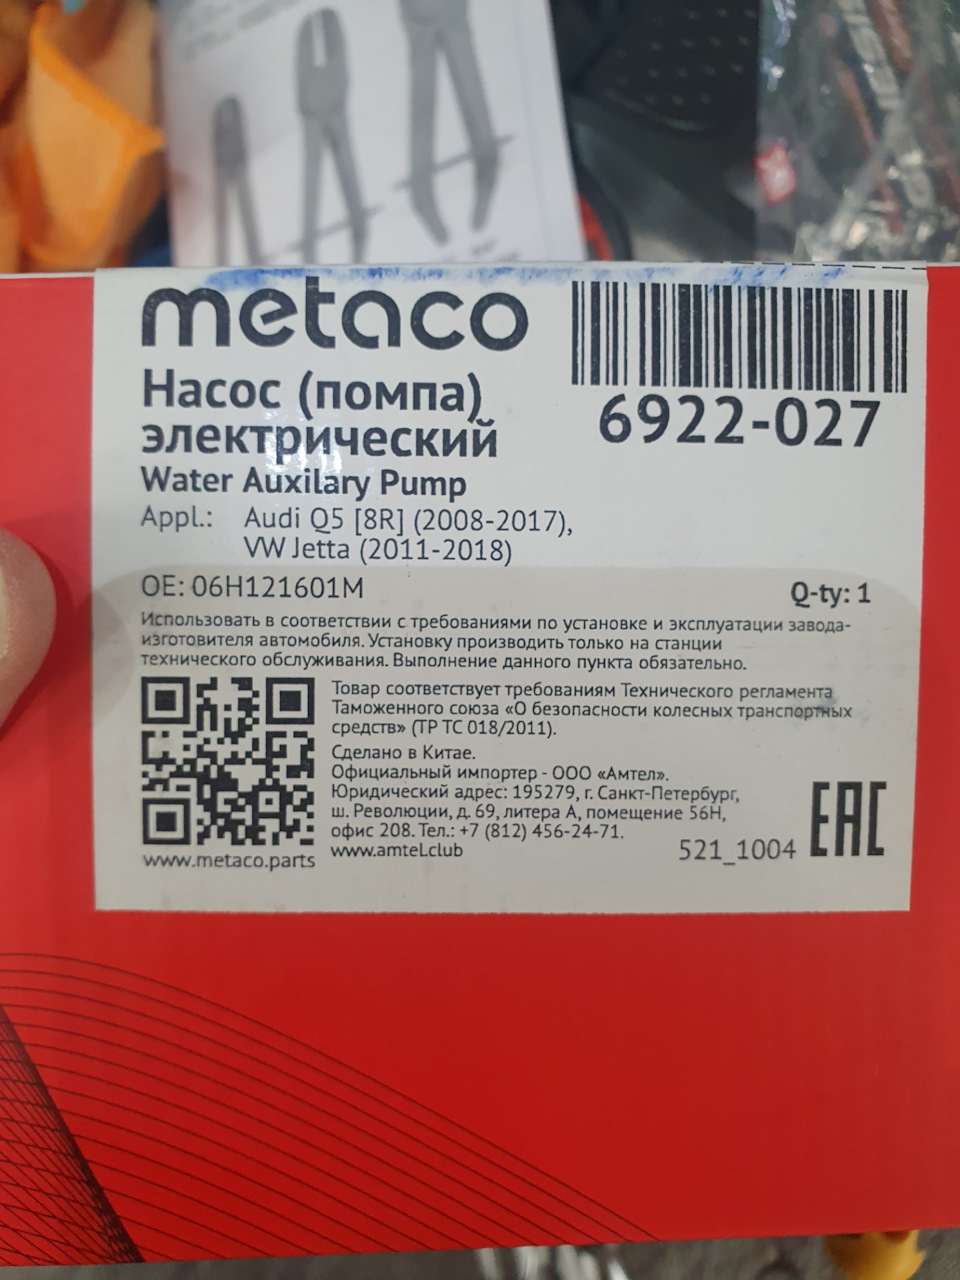 metaco
6922-027
Насос (помпа)
электрический
Water Auxilary Pump
Appl.: Audi Q5 [8R] (2008-2017),
VW Jetta (2011-2018)
OE: 06H121601M
Q-ty: 1
Использовать в соответствии с требованиями по установке и эксплуатации завода-
изготовителя автомобиля. Установку производить только на станции
технического обслуживания. Выполнение данного пункта обязательно.
Товар соответствует требованиям Технического регламента
Таможенного союза «О безопасности колесных транспортных
средств» (ТР ТС 018/2011).
Сделано в Китае.
Официальный импортер - ООО «Амтел».
Юридический адрес: 195279, г. Санкт-Петербург,
ш. Революции, д. 69, литера А, помещение 56Н,
офис 208. Тел.: +7 (812) 456-24-71.
www.amtel.club
www.metaco.parts
521_1004
EAC